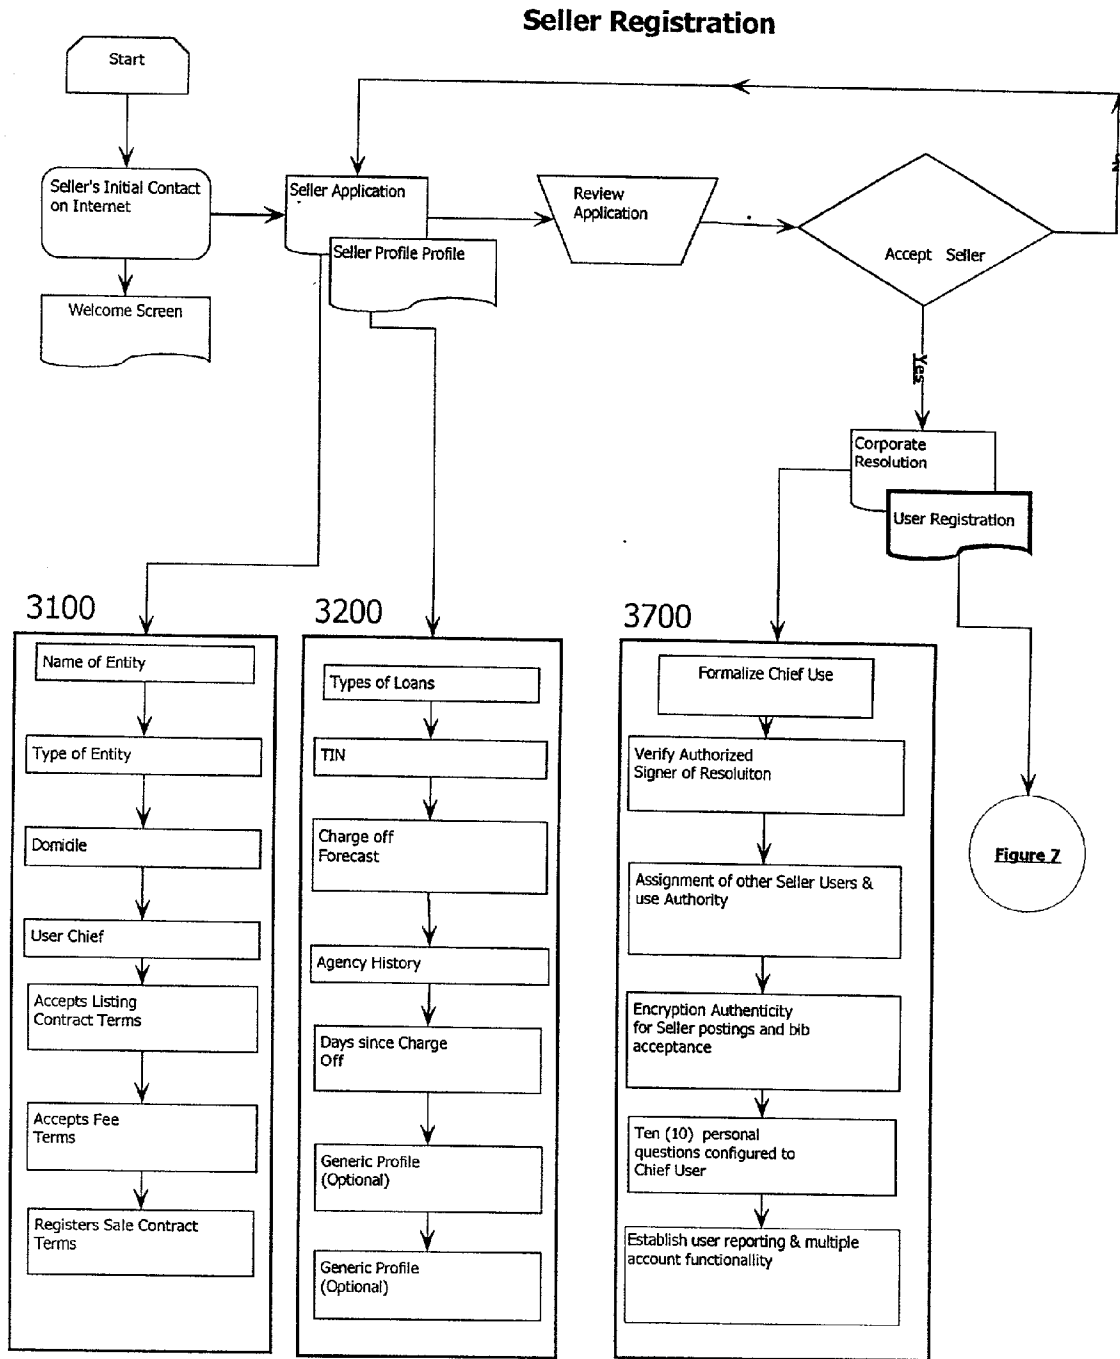 Seller Registration
Start
Seller's Initial Contact
on Internet
Welcome Screen
Seller Application
Seller Profile Profile
Review
Application
Accept Seller
Yes
Corporate
Resolution
User Registration
Figure 7
3100
Name of Entity
Type of Entity
Domicile
User Chief
Accepts Listing
Contract Terms
Accepts Fee
Terms
Registers Sale Contract
Terms
3200
Types of Loans
TIN
Charge off
Forecast
Agency History
Days since Charge
Off
Generic Profile
(Optional)
Generic Profile
(Optional)
3700
Formalize Chief Use
Verify Authorized
Signer of Resoluiton
Assignment of other Seller Users &
use Authority
Encryption Authenticity
for Seller postings and bib
acceptance
Ten (10) personal
questions configured to
Chief User
Establish user reporting & multiple
account functionallity